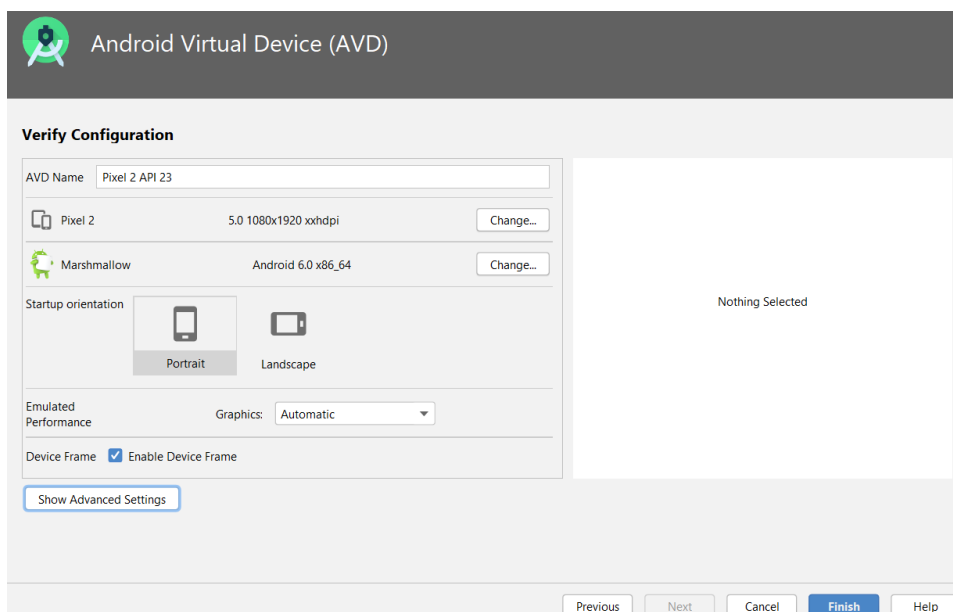 Android Virtual Device (AVD)
Verify Configuration
AVD Name Pixel 2 API 23
Pixel 2 5.0 1080x1920 xxhdpi Change...
Marshmallow Android 6.0 x86_64 Change...
Nothing Selected
Startup orientation
Portrait Landscape
Emulated
Performance Graphics: Automatic
Device Frame Enable Device Frame
Show Advanced Settings
Previous Next Cancel Finish Help